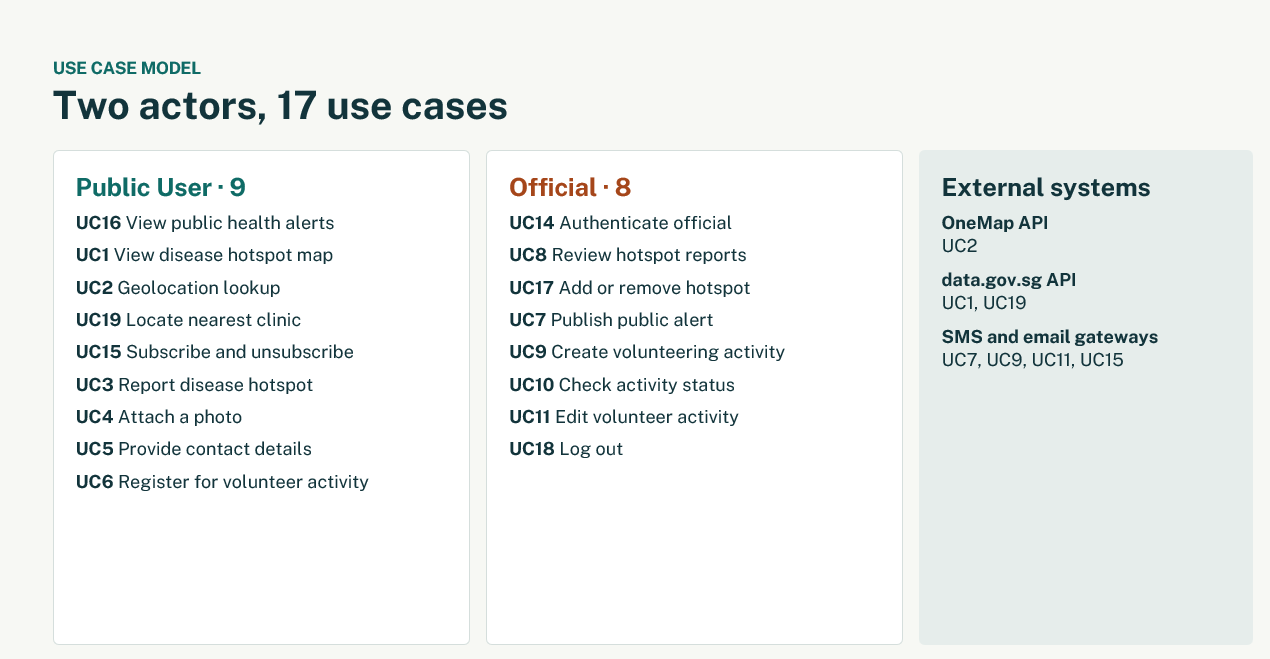 USE CASE MODEL
Two actors, 17 use cases
Public User · 9
UC16 View public health alerts
UC1 View disease hotspot map
UC2 Geolocation lookup
UC19 Locate nearest clinic
UC15 Subscribe and unsubscribe
UC3 Report disease hotspot
UC4 Attach a photo
UC5 Provide contact details
UC6 Register for volunteer activity
Official · 8
UC14 Authenticate official
UC8 Review hotspot reports
UC17 Add or remove hotspot
UC7 Publish public alert
UC9 Create volunteering activity
UC10 Check activity status
UC11 Edit volunteer activity
UC18 Log out
External systems
OneMap API
UC2
data.gov.sg API
UC1, UC19
SMS and email gateways
UC7, UC9, UC11, UC15